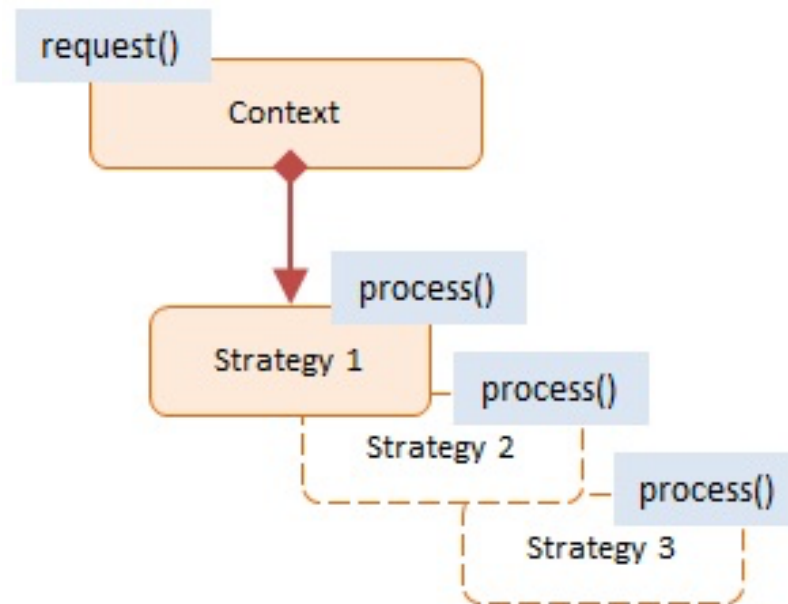 request()
Context
process()
Strategy 1
process()
Strategy 2
process()
Strategy 3